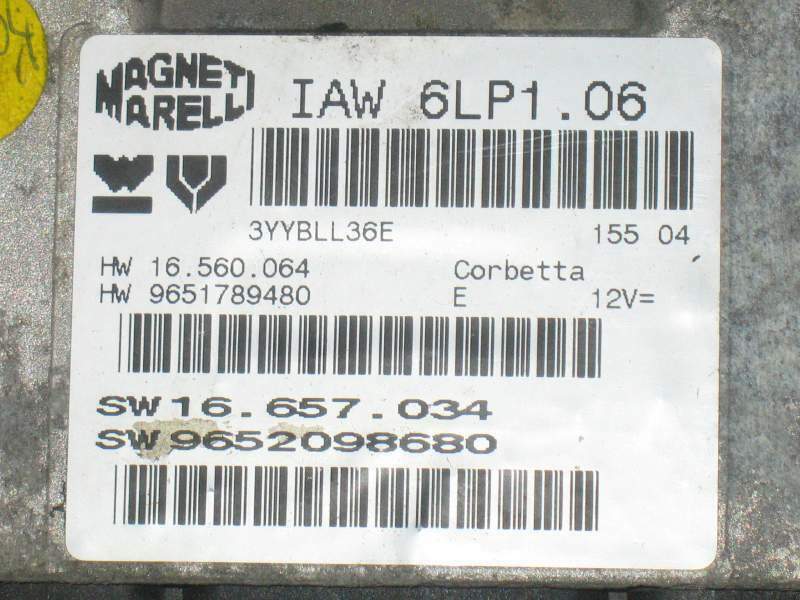 MAGNETI
MARELLI
IAW 6LP1.06
3YYBLL36E 155 04
HW 16.560.064 Corbetta
HW 9651789480 E 12V=
SW 16.657.034
SW 9652098680